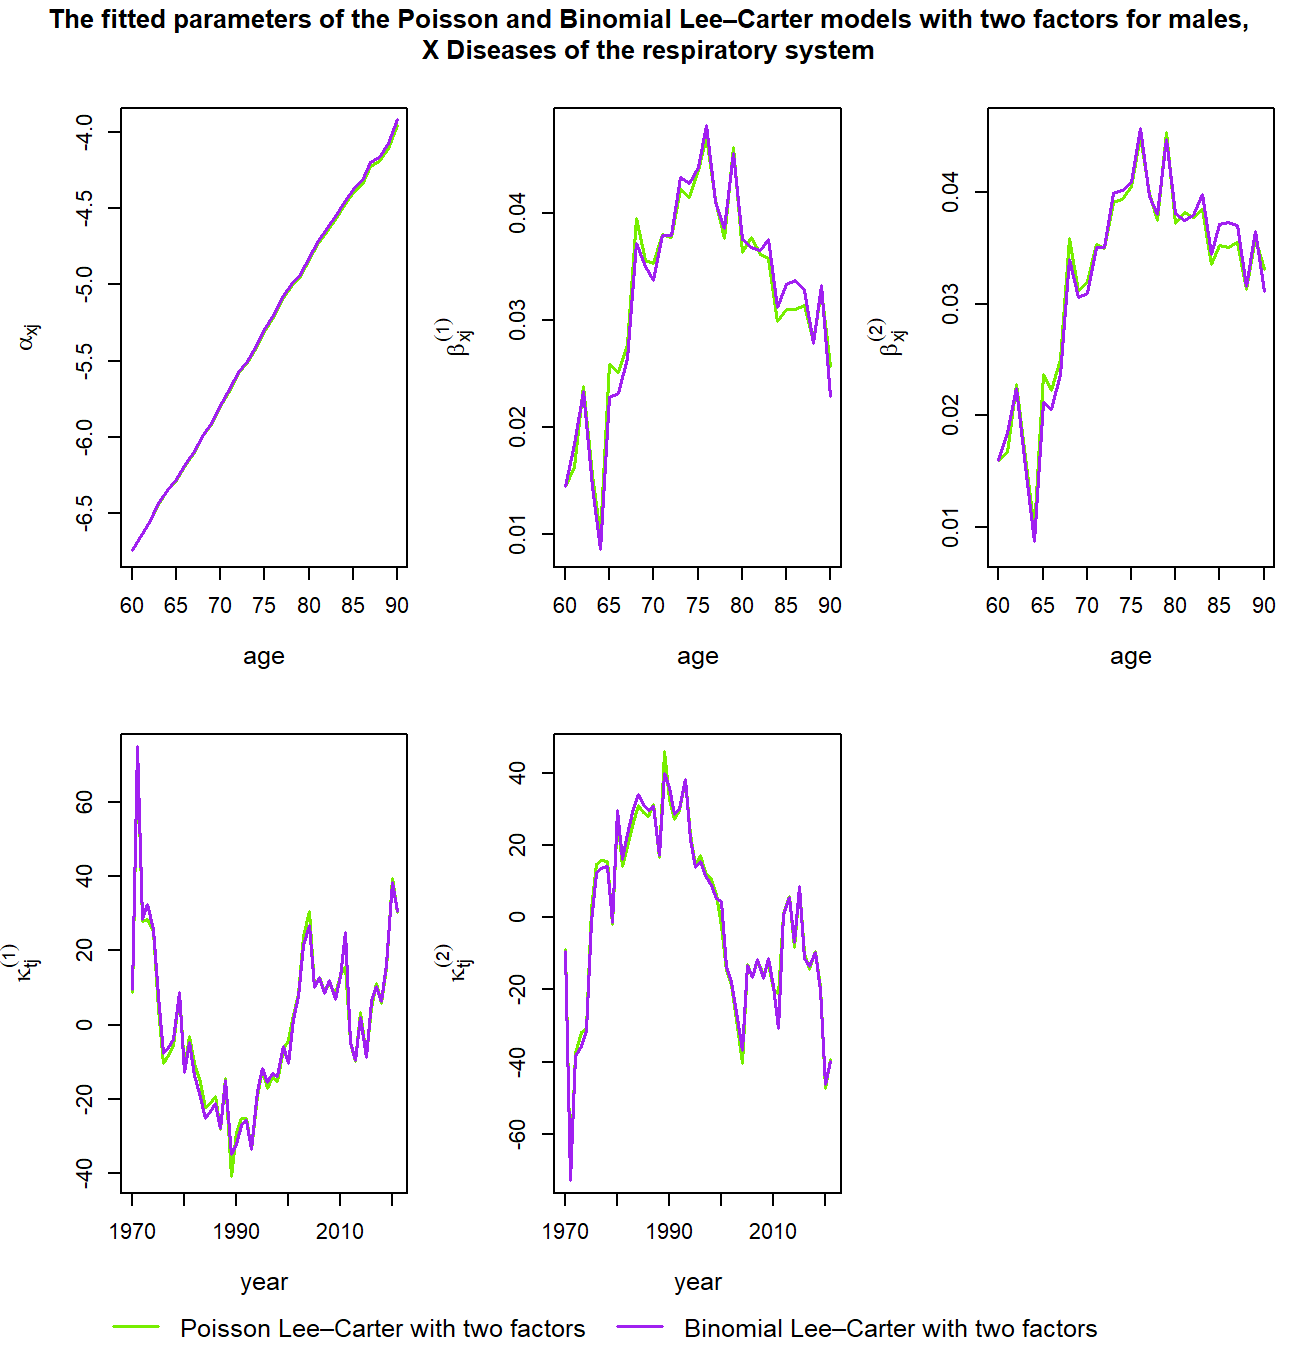 The fitted parameters of the Poisson and Binomial Lee–Carter models with two factors for males,
X Diseases of the respiratory system
αxj
-4.0
-4.5
-5.0
-5.5
-6.0
-6.5
60 65 70 75 80 85 90
age
βxj(1)
0.04
0.03
0.02
0.01
60 65 70 75 80 85 90
age
βxj(2)
0.04
0.03
0.02
0.01
60 65 70 75 80 85 90
age
κtj(1)
60
40
20
0
-20
-40
1970 1990 2010
year
κtj(2)
40
20
0
-20
-40
-60
1970 1990 2010
year
Poisson Lee–Carter with two factors
Binomial Lee–Carter with two factors